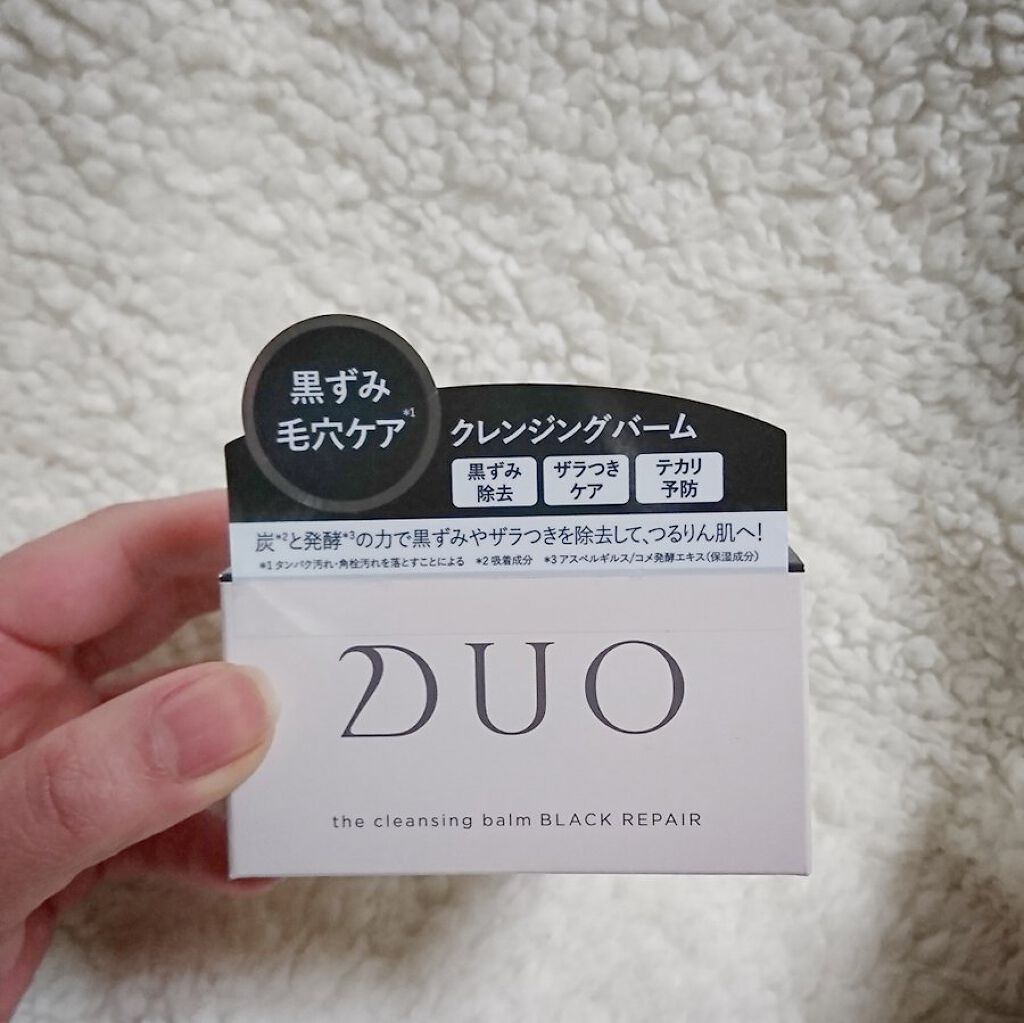 黒ずみ
毛穴ケア*1
クレンジングバーム
黒ずみ
除去
ザラつき
ケア
テカリ
予防
炭*2と発酵*3の力で黒ずみやザラつきを除去して、つるりん肌へ!
*1 タンパク汚れ・角栓汚れを落とすことによる *2 吸着成分 *3 アスペルギルス/コメ発酵エキス(保湿成分)
DUO
the cleansing balm BLACK REPAIR